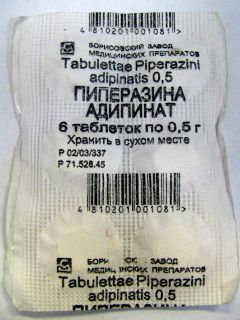 4 810201 001081 >
БОРИСОВСКИЙ ЗАВОД
МЕДИЦИНСКИХ ПРЕПАРАТОВ
Tabulettae Piperazini
adipinatis 0,5
ПИПЕРАЗИНА
АДИПИНАТ
6 таблеток по 0,5 г
Хранить в сухом месте
Р 02/03/337
Р 71.528.45
4 810201 001081 >
ЗАВОД
МЕДИЦИНСКИХ ПРЕПАРАТОВ
Tabulettae Piperazini
adipinatis 0,5
ПИПЕРАЗИНА